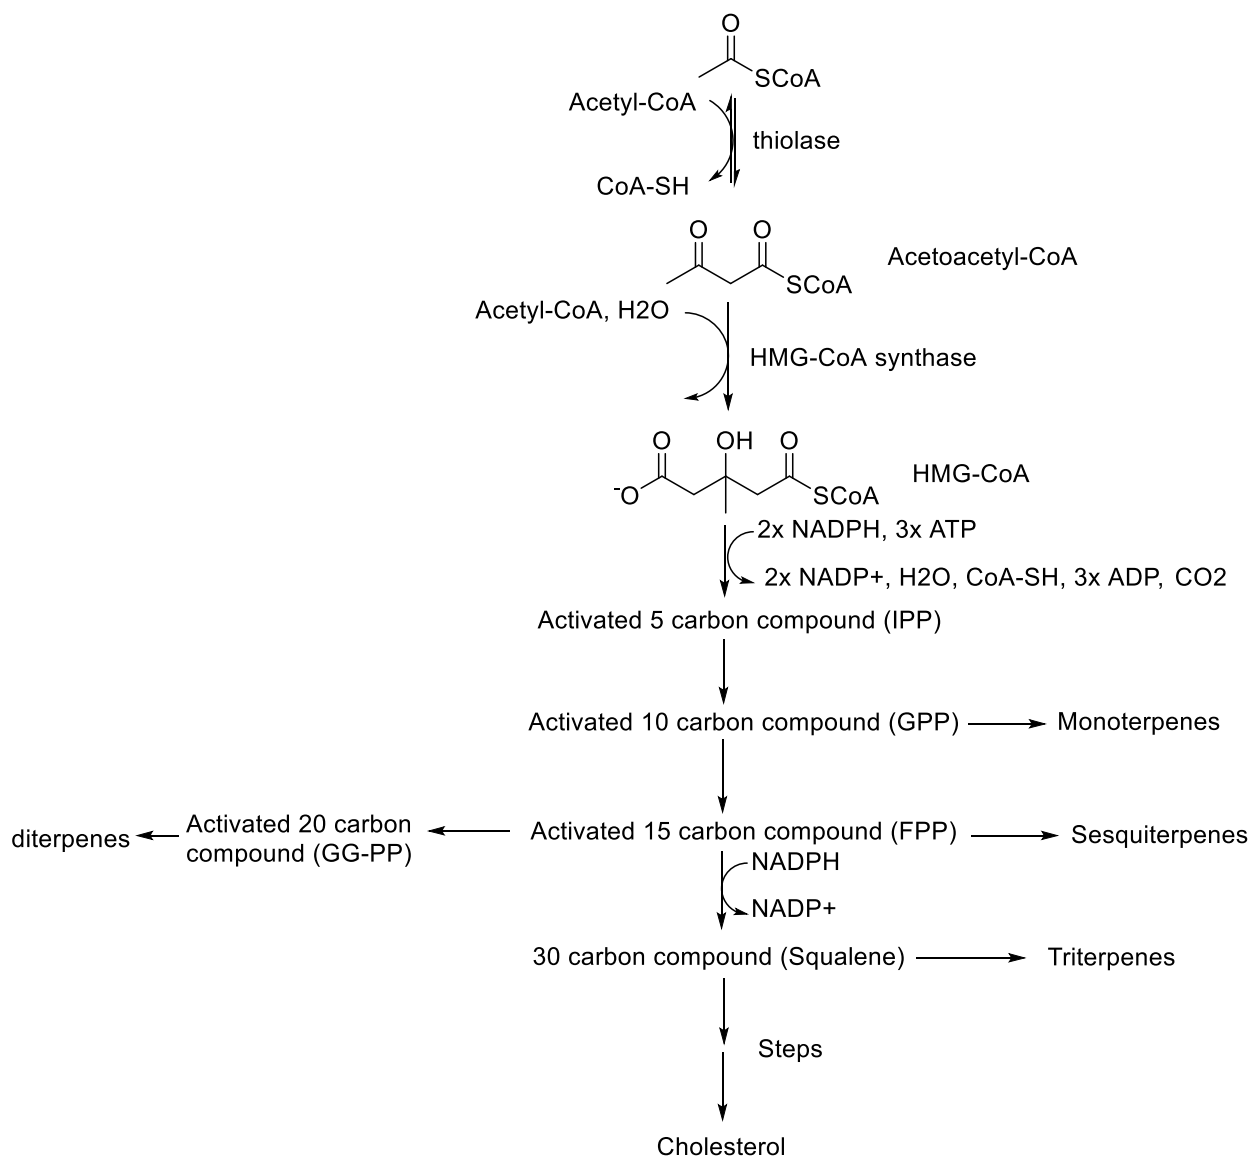 O
SCoA
Acetyl-CoA
thiolase
CoA-SH
O O
SCoA
Acetoacetyl-CoA
Acetyl-CoA, H2O
HMG-CoA synthase
O OH O
-O SCoA
HMG-CoA
2x NADPH, 3x ATP
2x NADP+, H2O, CoA-SH, 3x ADP, CO2
Activated 5 carbon compound (IPP)
Activated 10 carbon compound (GPP)
Monoterpenes
diterpenes
Activated 20 carbon
compound (GG-PP)
Activated 15 carbon compound (FPP)
Sesquiterpenes
NADPH
NADP+
30 carbon compound (Squalene)
Triterpenes
Steps
Cholesterol